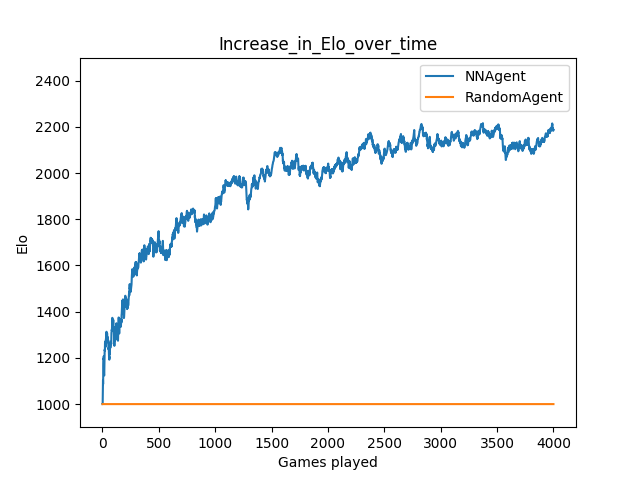 Increase_in_Elo_over_time
NNAgent
RandomAgent
2400
2200
2000
1800
1600
1400
1200
1000
Elo
0 500 1000 1500 2000 2500 3000 3500 4000
Games played